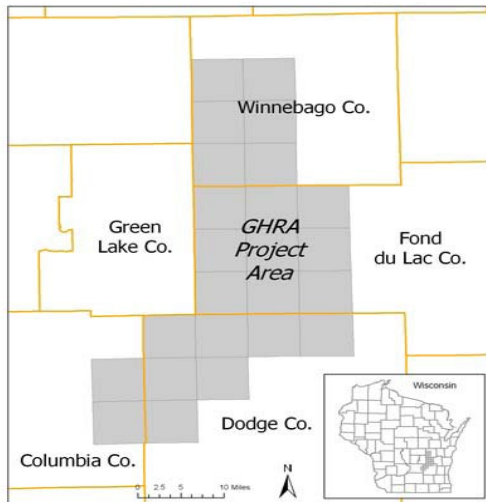 Winnebago Co.
Green
Lake Co.
GHRA
Project
Area
Fond
du Lac Co.
Dodge Co.
Columbia Co.
0 2.5 5 10 Miles
N
Wisconsin